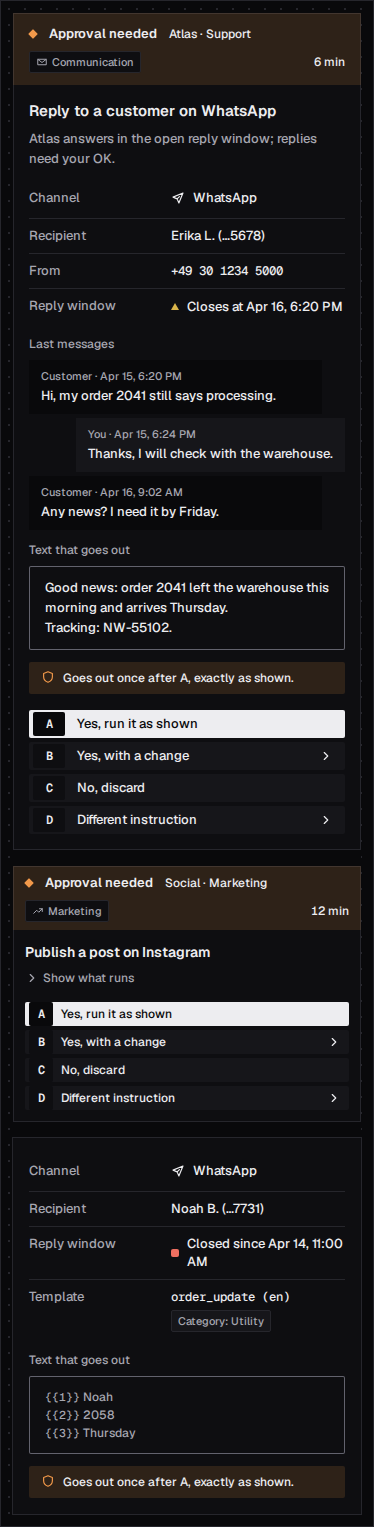 Approval needed Atlas · Support
Communication 6 min
Reply to a customer on WhatsApp
Atlas answers in the open reply window; replies
need your OK.
Channel WhatsApp
Recipient Erika L. (…5678)
From +49 30 1234 5000
Reply window Closes at Apr 16, 6:20 PM
Last messages
Customer · Apr 15, 6:20 PM
Hi, my order 2041 still says processing.
You · Apr 15, 6:24 PM
Thanks, I will check with the warehouse.
Customer · Apr 16, 9:02 AM
Any news? I need it by Friday.
Text that goes out
Good news: order 2041 left the warehouse this
morning and arrives Thursday.
Tracking: NW-55102.
Goes out once after A, exactly as shown.
A Yes, run it as shown
B Yes, with a change
C No, discard
D Different instruction
Approval needed Social · Marketing
Marketing 12 min
Publish a post on Instagram
Show what runs
A Yes, run it as shown
B Yes, with a change
C No, discard
D Different instruction
Channel WhatsApp
Recipient Noah B. (…7731)
Reply window Closed since Apr 14, 11:00
AM
Template order_update (en)
Category: Utility
Text that goes out
{{1}} Noah
{{2}} 2058
{{3}} Thursday
Goes out once after A, exactly as shown.